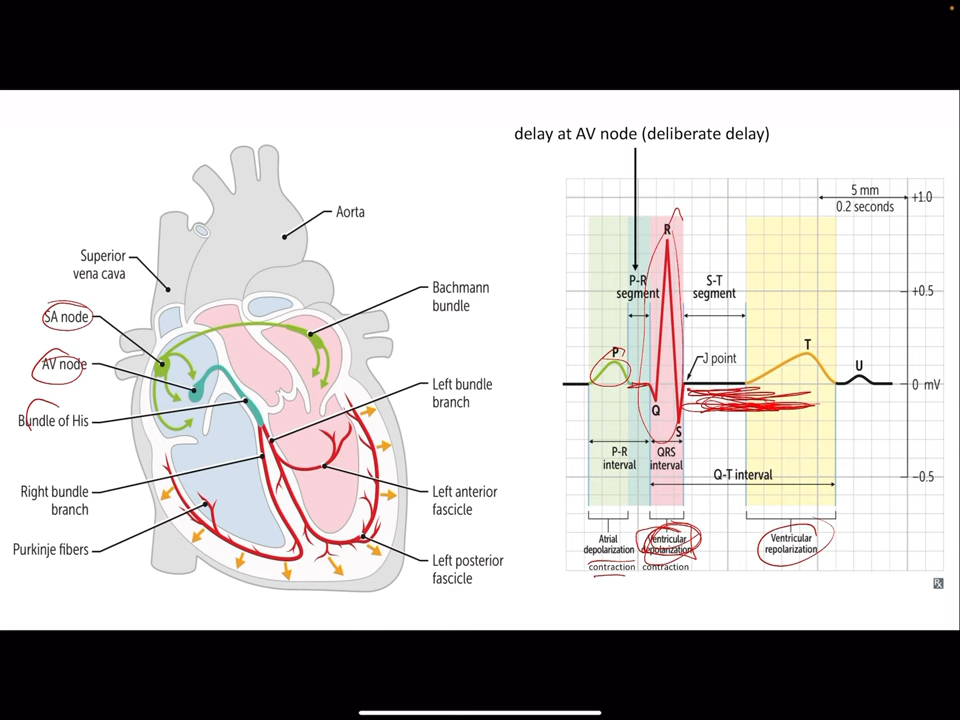 delay at AV node (deliberate delay)
Aorta
Superior
vena cava
SA node
AV node
Bundle of His
Right bundle
branch
Purkinje fibers
Bachmann
bundle
Left bundle
branch
Left anterior
fascicle
Left posterior
fascicle
5 mm
0.2 seconds
+1.0
+0.5
0 mV
–0.5
R
P-R
segment
S-T
segment
P
J point
T
U
Q
S
P-R
interval
QRS
interval
Q-T interval
Atrial
depolarization
contraction
Ventricular
depolarization
contraction
Ventricular
repolarization
Rx